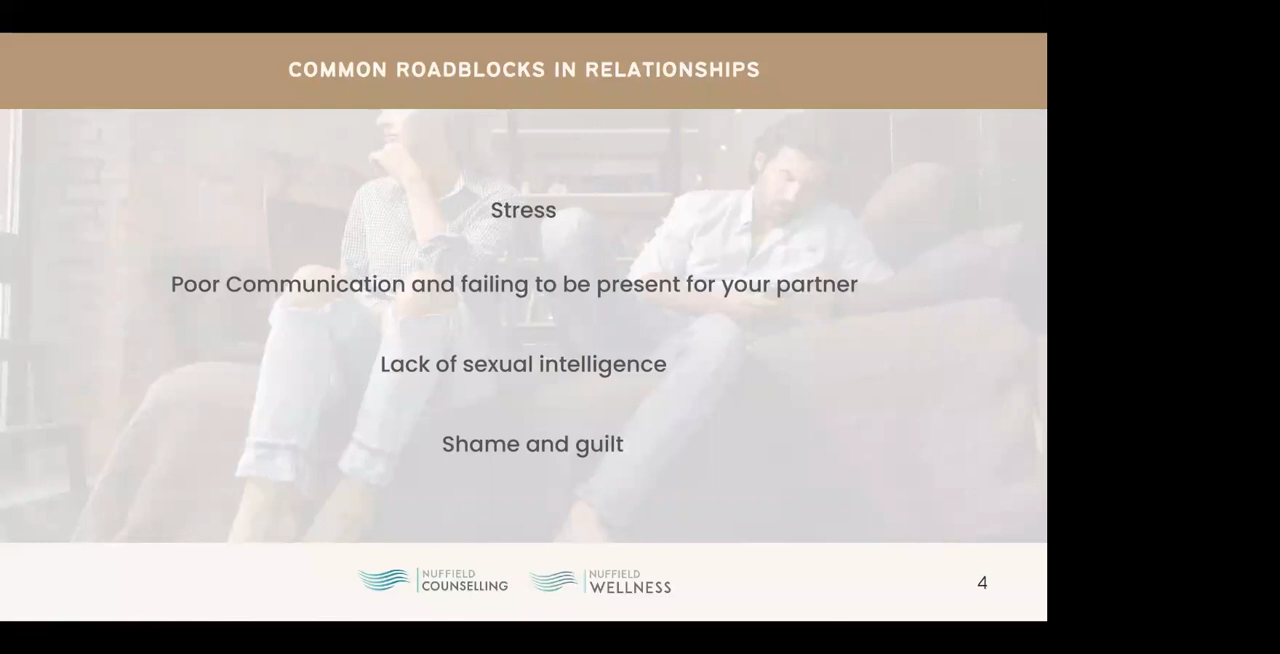 COMMON ROADBLOCKS IN RELATIONSHIPS
Stress
Poor Communication and failing to be present for your partner
Lack of sexual intelligence
Shame and guilt
NUFFIELD
COUNSELLING
NUFFIELD
WELLNESS
4